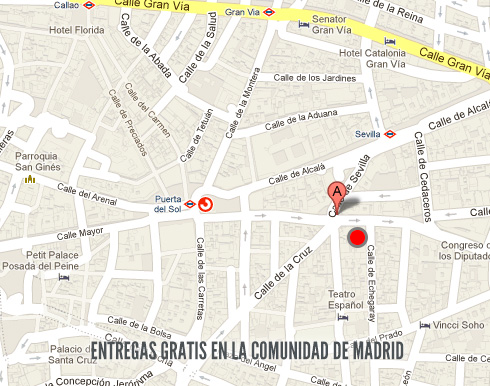 Callao
Gran Vía
Calle Gran Vía
Calle de la Reina
Hotel Florida
Senator
Gran Vía
Calle de la Salud
Hotel Catalonia
Gran Vía
Calle Gran Vía
Calle de la Abada
Calle de la Montera
Calle de los Jardines
Calle del Carmen
Calle de Preciados
Calle de Tetuán
Calle de la Aduana
Calle de Alcalá
Sevilla
Parroquia
San Ginés
Calle de Alcalá
Calle de Sevilla
Calle de Cedaceros
A
Calle del Arenal
Puerta
del Sol
Calle Mayor
Petit Palace
Posada del Peine
Calle de las Carretas
Calle de la Cruz
Calle de Echegaray
Congreso de
los Diputad
Teatro
Español
Calle de la Bolsa
Vincci Soho
del Prado
ENTREGAS GRATIS EN LA COMUNIDAD DE MADRID
Palacio de
Santa Cruz
del Ángel
la Concepción Jerónima